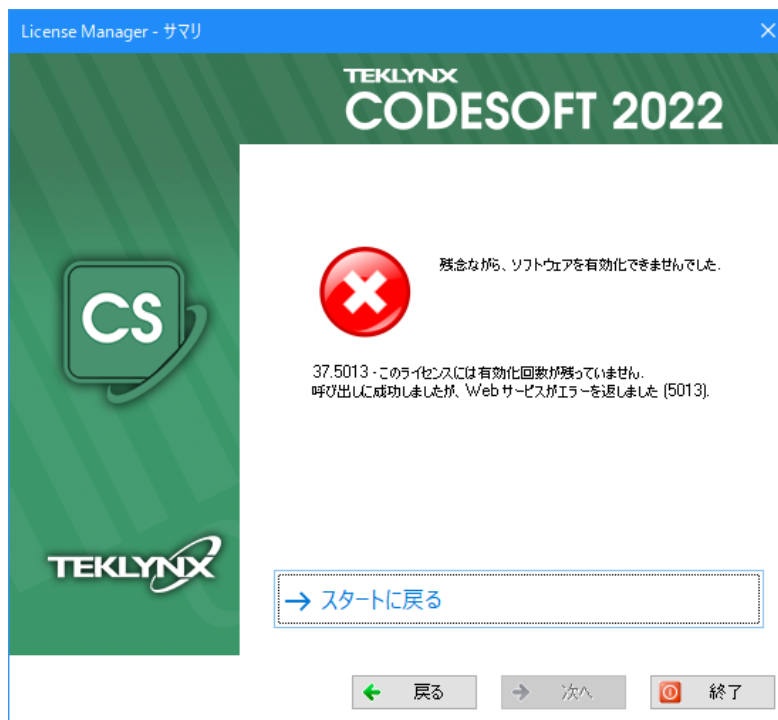 License Manager - サマリ
TEKLYNX
CODESOFT 2022
CS
残念ながら、ソフトウェアを有効化できませんでした.
37.5013 - このライセンスには有効化回数が残っていません.
呼び出しに成功しましたが、Web サービスがエラーを返しました (5013).
TEKLYNX
スタートに戻る
戻る
次へ
終了